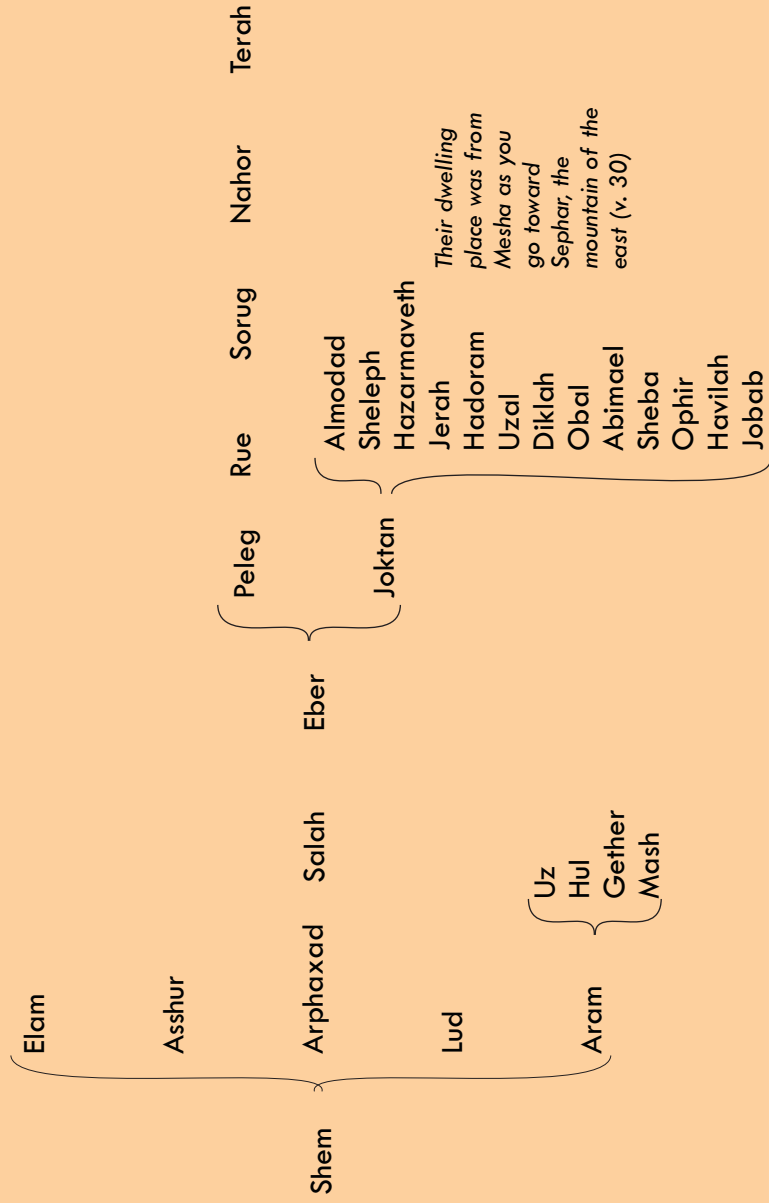 Shem
Elam
Asshur
Arphaxad
Lud
Aram
Salah
Uz
Hul
Gether
Mash
Eber
Peleg
Joktan
Rue
Sorug
Nahor
Terah
Almodad
Sheleph
Hazarmaveth
Jerah
Hadoram
Uzal
Diklah
Obal
Abimael
Sheba
Ophir
Havilah
Jobab
Their dwelling
place was from
Mesha as you
go toward
Sephar, the
mountain of the
east (v. 30)